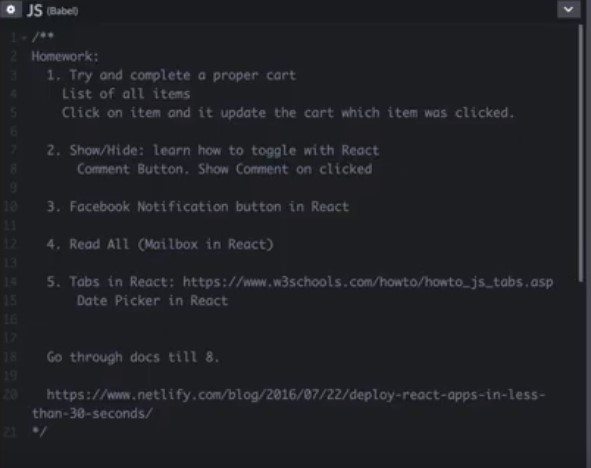 JS (Babel)
1 /**
2 Homework:
3 1. Try and complete a proper cart
4 List of all items
5 Click on item and it update the cart which item was clicked.
6
7 2. Show/Hide: learn how to toggle with React
8 Comment Button. Show Comment on clicked
9
10 3. Facebook Notification button in React
11
12 4. Read All (Mailbox in React)
13
14 5. Tabs in React: https://www.w3schools.com/howto/howto_js_tabs.asp
15 Date Picker in React
16
17
18 Go through docs till 8.
19
20 https://www.netlify.com/blog/2016/07/22/deploy-react-apps-in-less-
than-30-seconds/
21 */